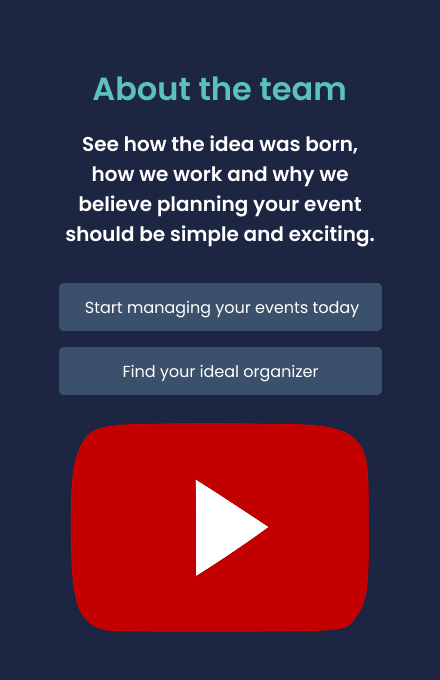 About the team
See how the idea was born,
how we work and why we
believe planning your event
should be simple and exciting.
Start managing your events today
Find your ideal organizer